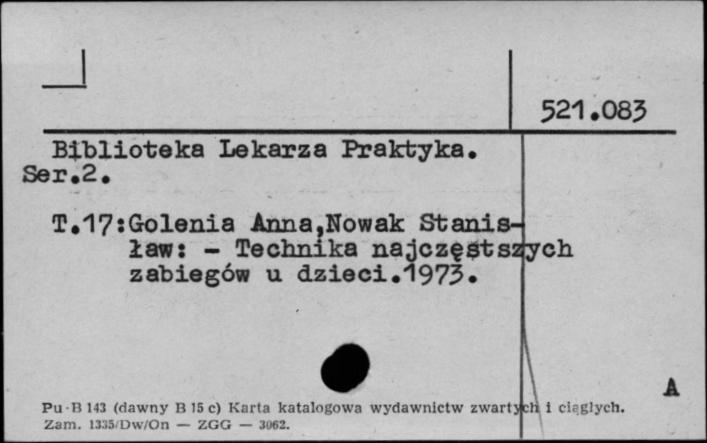 521.083
Biblioteka Lekarza Praktyka.
Ser.2.
T.17:Golenia Anna,Nowak Stanis-
ław: - Technika najczęstszych
zabiegów u dzieci.1973.
A
Pu-B 143 (dawny B 15 c) Karta katalogowa wydawnictw zwartych i ciągłych.
Zam. 1335/Dw/On — ZGG — 3062.